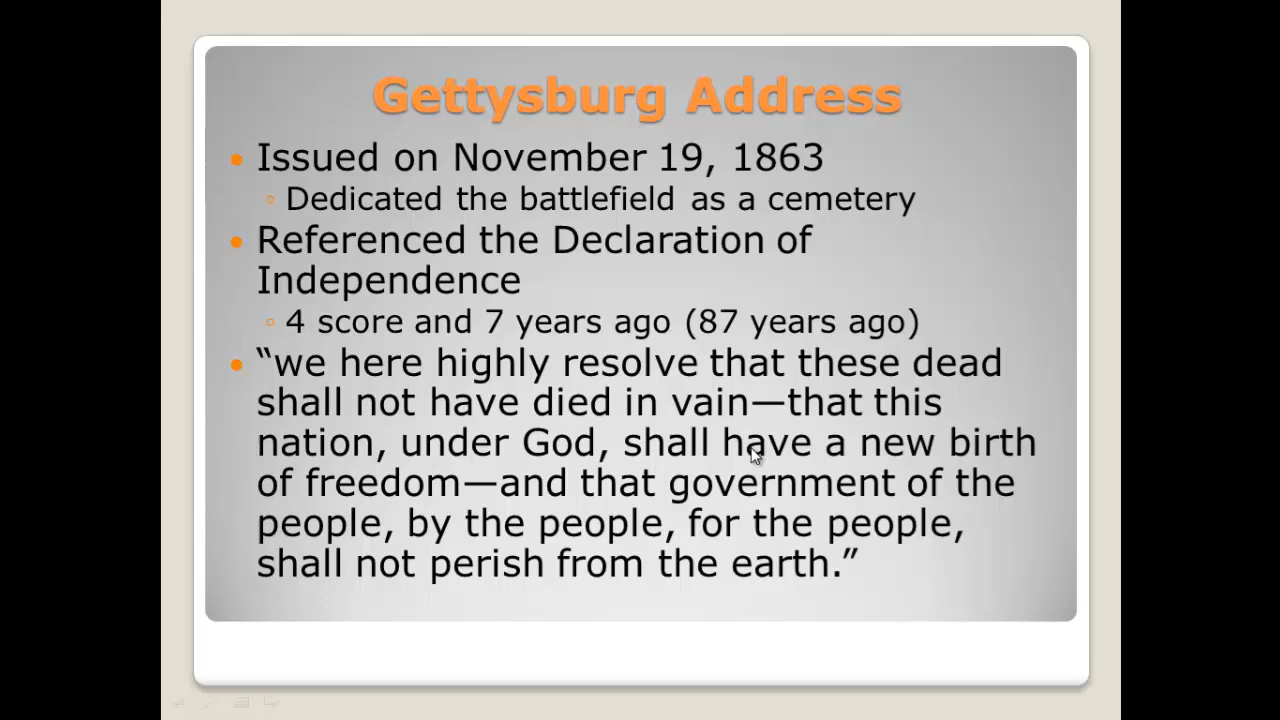 Gettysburg Address
• Issued on November 19, 1863
▫ Dedicated the battlefield as a cemetery
• Referenced the Declaration of
Independence
▫ 4 score and 7 years ago (87 years ago)
• “we here highly resolve that these dead
shall not have died in vain—that this
nation, under God, shall have a new birth
of freedom—and that government of the
people, by the people, for the people,
shall not perish from the earth.”